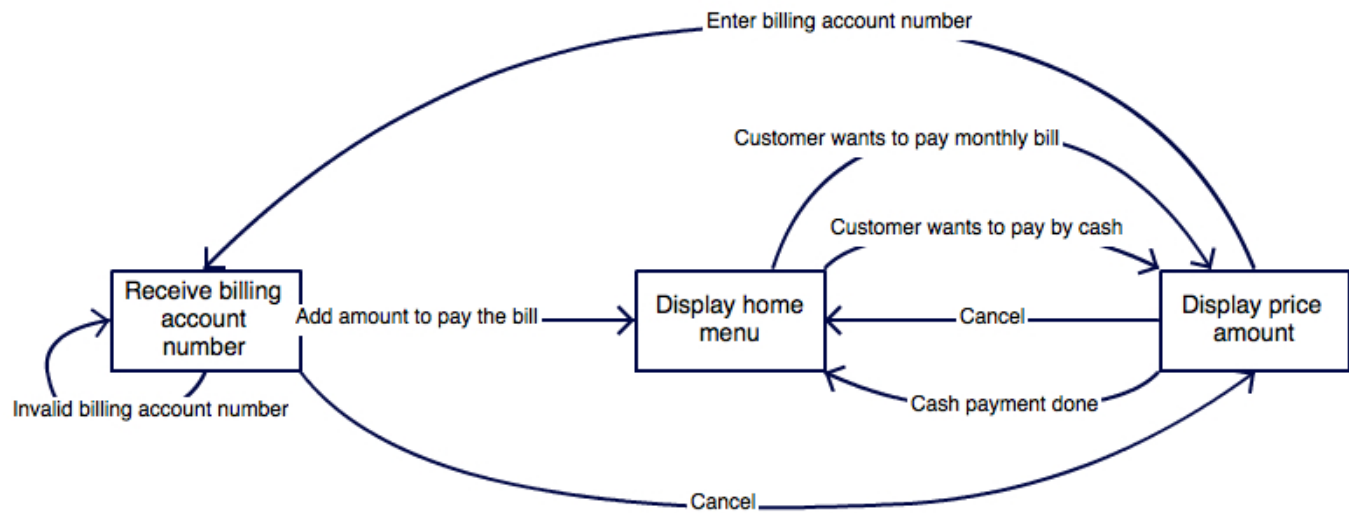 Enter billing account number
Customer wants to pay monthly bill
Customer wants to pay by cash
Receive billing
account
number
Add amount to pay the bill
Display home
menu
Cancel
Display price
amount
Invalid billing account number
Cash payment done
Cancel